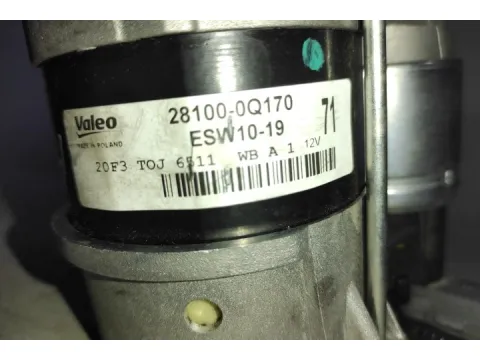 Valeo
MADE IN POLAND
28100-0Q170
ESW10-19
71
20F3 TOJ 6511 WB A 1 12V